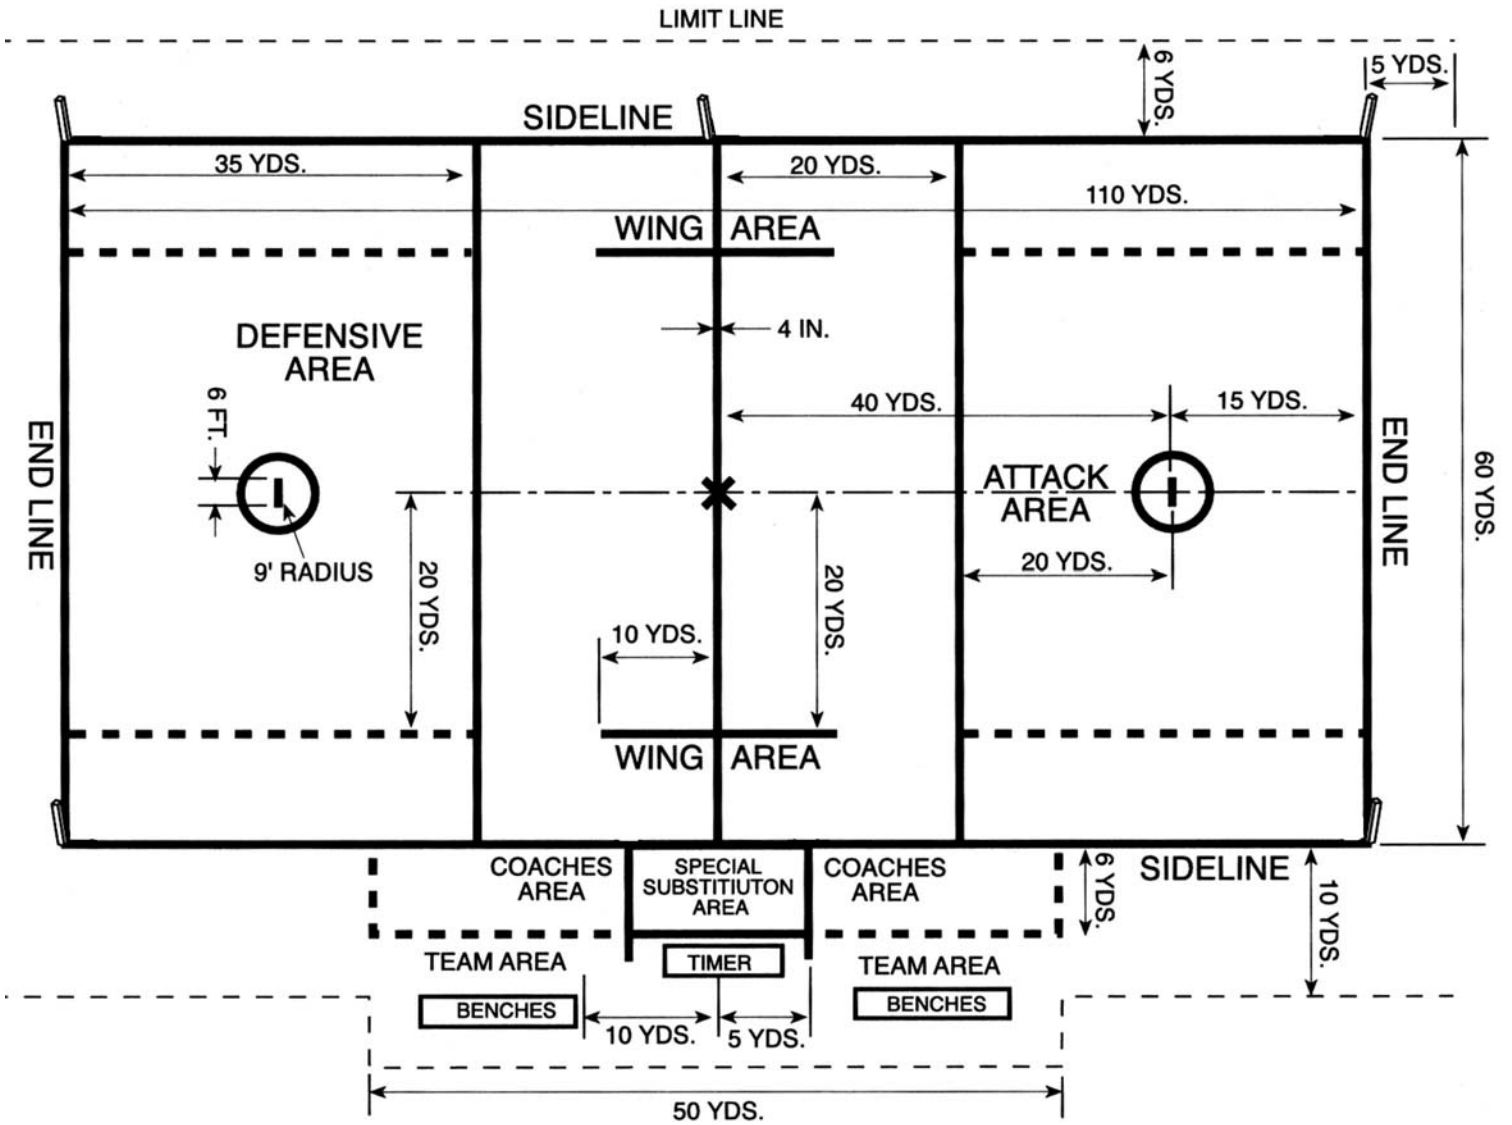 LIMIT LINE
6 YDS.
5 YDS.
SIDELINE
35 YDS.
20 YDS.
110 YDS.
WING AREA
DEFENSIVE
AREA
4 IN.
6 FT.
40 YDS.
15 YDS.
END LINE
END LINE
60 YDS.
ATTACK
AREA
9' RADIUS
20 YDS.
20 YDS.
20 YDS.
10 YDS.
WING AREA
COACHES
AREA
SPECIAL
SUBSTITIUTON
AREA
COACHES
AREA
6 YDS.
SIDELINE
10 YDS.
TEAM AREA
TIMER
TEAM AREA
BENCHES
BENCHES
10 YDS.
5 YDS.
50 YDS.